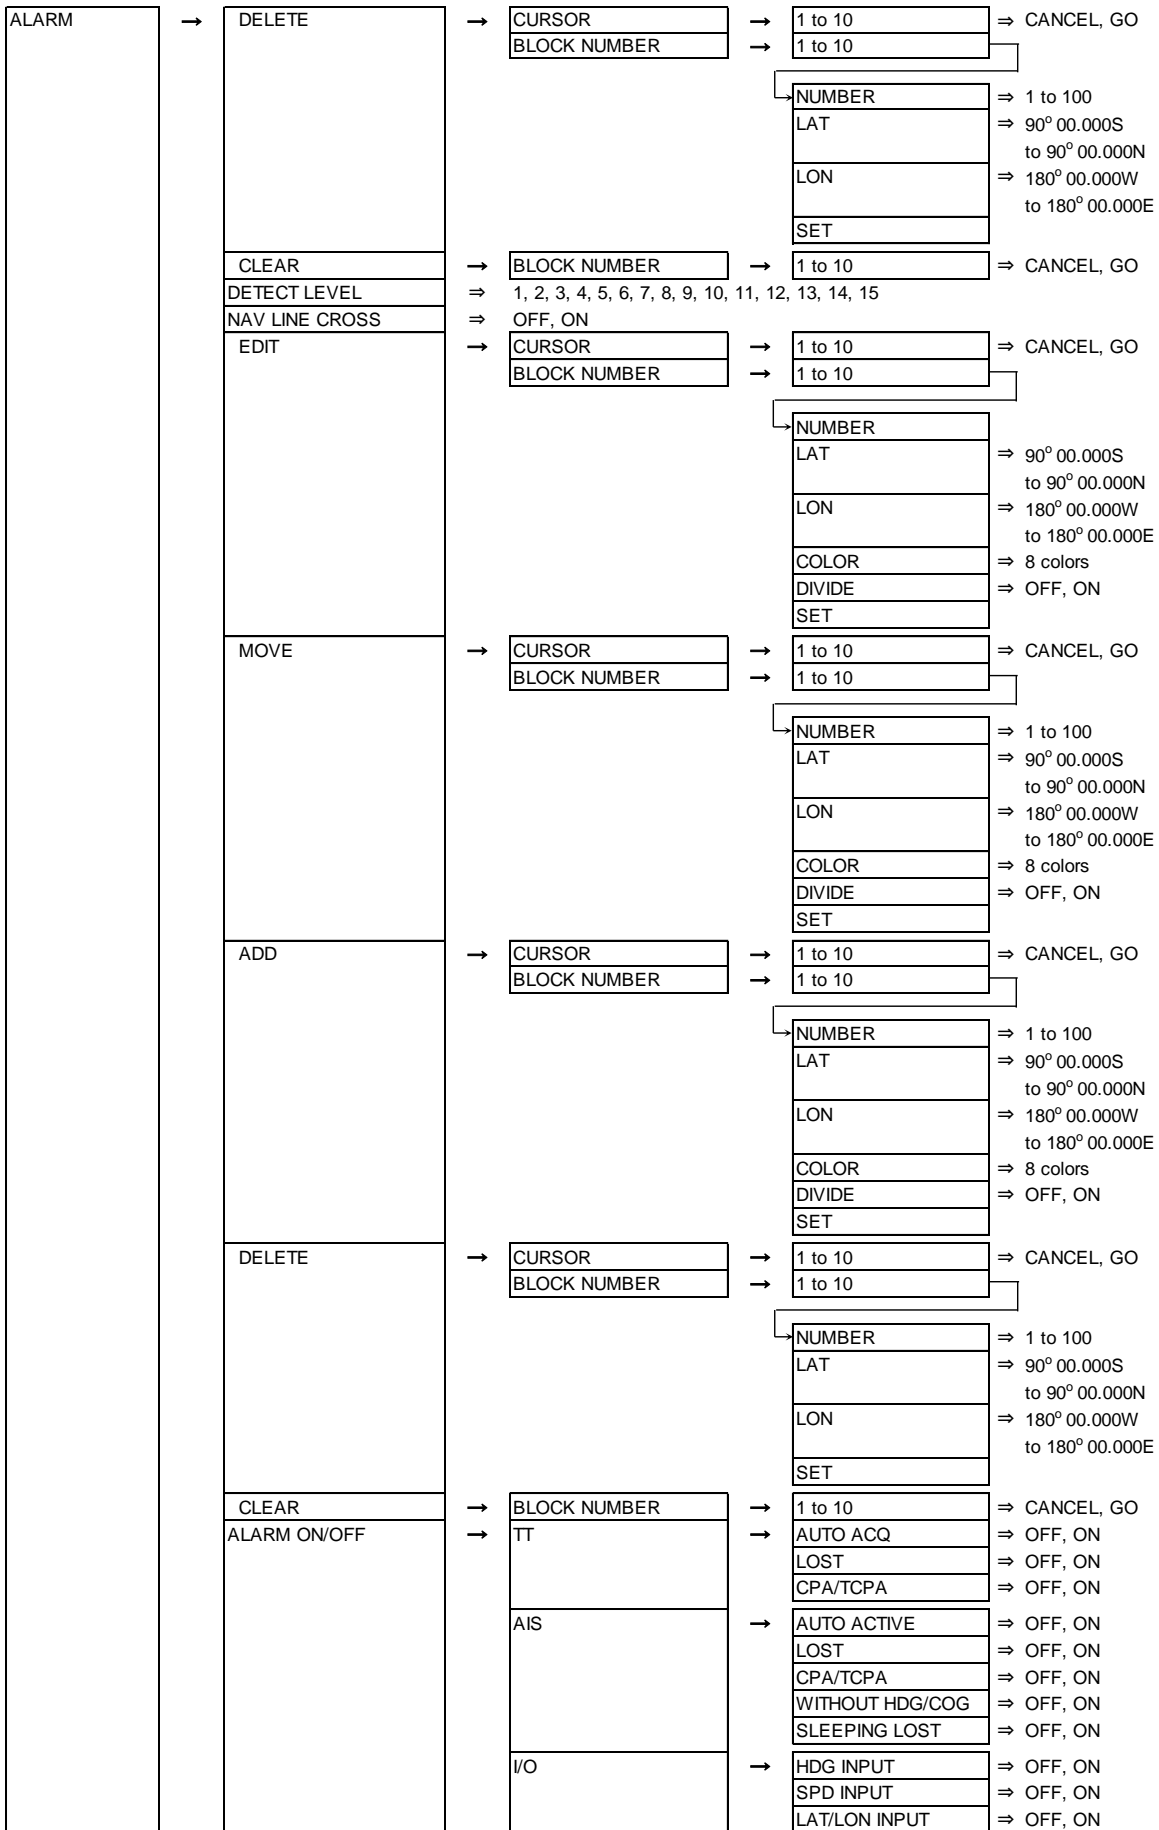 ALARM → DELETE → CURSOR → 1 to 10 ⇒ CANCEL, GO
BLOCK NUMBER → 1 to 10
NUMBER ⇒ 1 to 100
LAT ⇒ 90° 00.000S
to 90° 00.000N
LON ⇒ 180° 00.000W
to 180° 00.000E
SET
CLEAR → BLOCK NUMBER → 1 to 10 ⇒ CANCEL, GO
DETECT LEVEL ⇒ 1, 2, 3, 4, 5, 6, 7, 8, 9, 10, 11, 12, 13, 14, 15
NAV LINE CROSS ⇒ OFF, ON
EDIT → CURSOR → 1 to 10 ⇒ CANCEL, GO
BLOCK NUMBER → 1 to 10
NUMBER
LAT ⇒ 90° 00.000S
to 90° 00.000N
LON ⇒ 180° 00.000W
to 180° 00.000E
COLOR ⇒ 8 colors
DIVIDE ⇒ OFF, ON
SET
MOVE → CURSOR → 1 to 10 ⇒ CANCEL, GO
BLOCK NUMBER → 1 to 10
NUMBER ⇒ 1 to 100
LAT ⇒ 90° 00.000S
to 90° 00.000N
LON ⇒ 180° 00.000W
to 180° 00.000E
COLOR ⇒ 8 colors
DIVIDE ⇒ OFF, ON
SET
ADD → CURSOR → 1 to 10 ⇒ CANCEL, GO
BLOCK NUMBER → 1 to 10
NUMBER ⇒ 1 to 100
LAT ⇒ 90° 00.000S
to 90° 00.000N
LON ⇒ 180° 00.000W
to 180° 00.000E
COLOR ⇒ 8 colors
DIVIDE ⇒ OFF, ON
SET
DELETE → CURSOR → 1 to 10 ⇒ CANCEL, GO
BLOCK NUMBER → 1 to 10
NUMBER ⇒ 1 to 100
LAT ⇒ 90° 00.000S
to 90° 00.000N
LON ⇒ 180° 00.000W
to 180° 00.000E
SET
CLEAR → BLOCK NUMBER → 1 to 10 ⇒ CANCEL, GO
ALARM ON/OFF → TT → AUTO ACQ ⇒ OFF, ON
LOST ⇒ OFF, ON
CPA/TCPA ⇒ OFF, ON
AIS → AUTO ACTIVE ⇒ OFF, ON
LOST ⇒ OFF, ON
CPA/TCPA ⇒ OFF, ON
WITHOUT HDG/COG ⇒ OFF, ON
SLEEPING LOST ⇒ OFF, ON
I/O → HDG INPUT ⇒ OFF, ON
SPD INPUT ⇒ OFF, ON
LAT/LON INPUT ⇒ OFF, ON